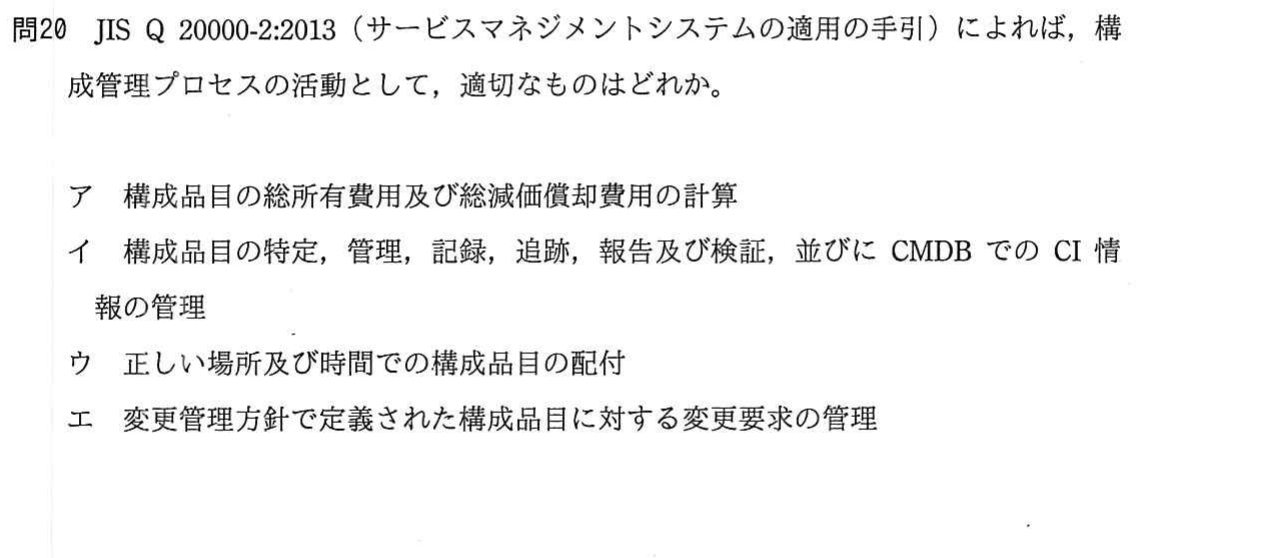 問20 JIS Q 20000-2:2013（サービスマネジメントシステムの適用の手引）によれば，構
成管理プロセスの活動として，適切なものはどれか。
ア 構成品目の総所有費用及び総減価償却費用の計算
イ 構成品目の特定，管理，記録，追跡，報告及び検証，並びに CMDB での CI 情
報の管理
ウ 正しい場所及び時間での構成品目の配付
エ 変更管理方針で定義された構成品目に対する変更要求の管理